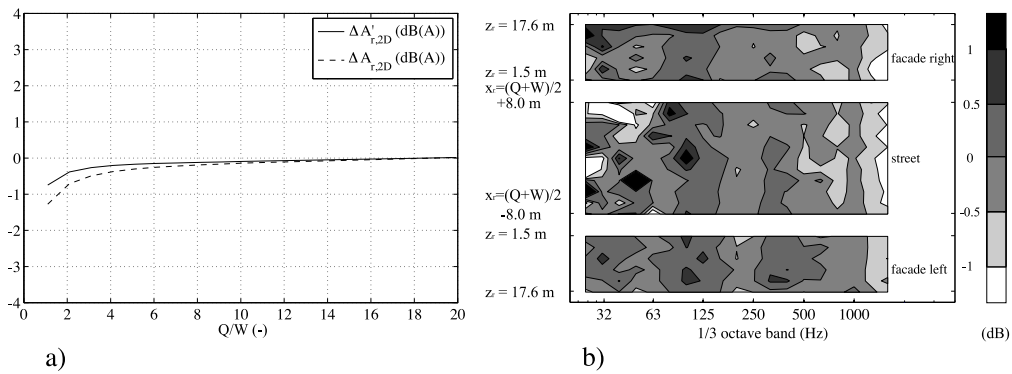 a)
4
3
2
1
0
-1
-2
-3
-4
0 2 4 6 8 10 12 14 16 18 20
Q/W (-)
ΔA'r,2D (dB(A))
ΔAr,2D (dB(A))
b)
zr = 17.6 m
zr = 1.5 m
xr=(Q+W)/2
+8.0 m
xr=(Q+W)/2
-8.0 m
zr = 1.5 m
zr = 17.6 m
facade right
street
facade left
32 63 125 250 500 1000
1/3 octave band (Hz)
1
0.5
0
-0.5
-1
(dB)